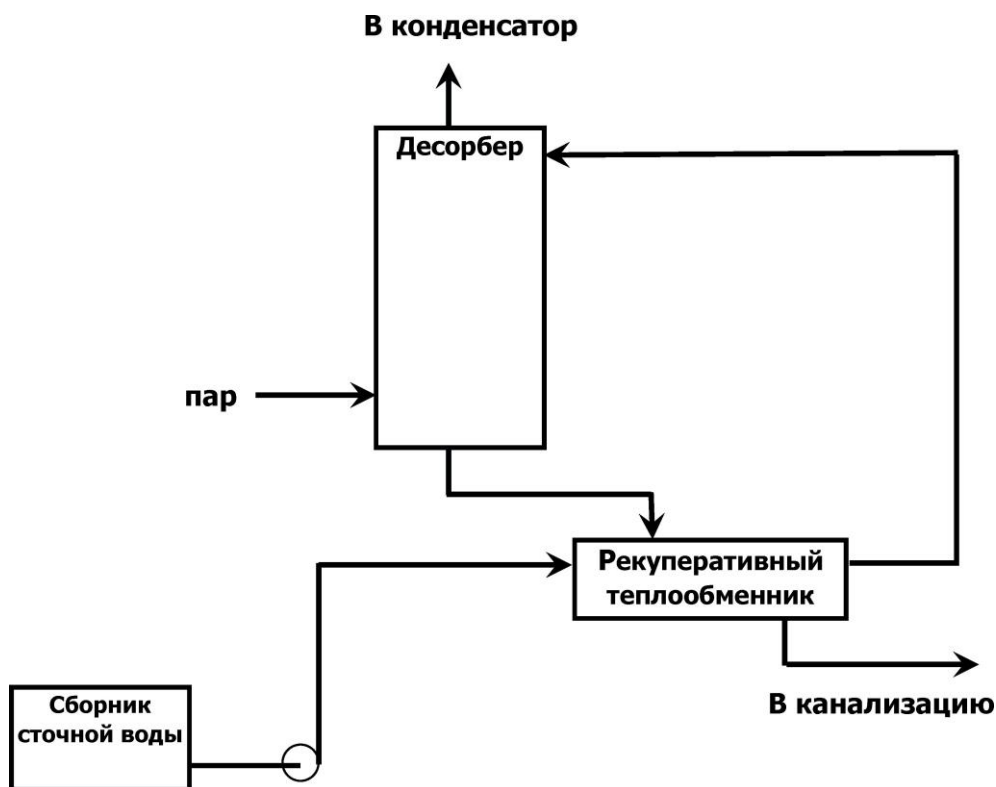 В конденсатор
Десорбер
пар
Рекуперативный
теплообменник
Сборник
сточной воды
В канализацию